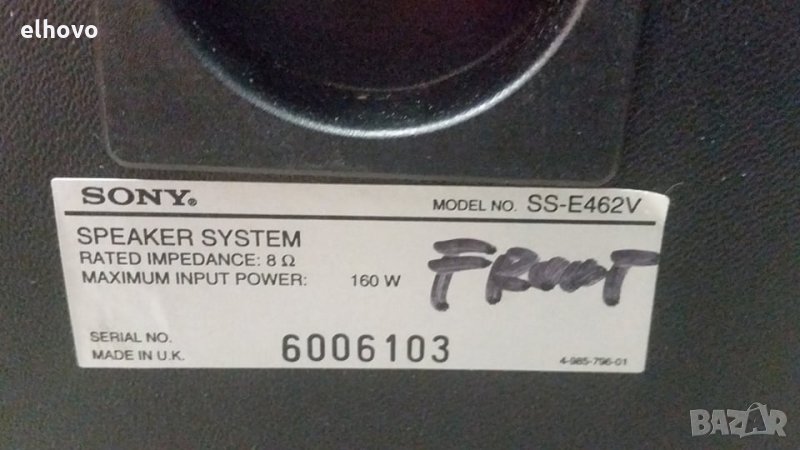 elhovo
SONY® MODEL NO. SS-E462V
SPEAKER SYSTEM
RATED IMPEDANCE: 8 Ω
MAXIMUM INPUT POWER: 160 W
FRONT
SERIAL NO. 6006103
MADE IN U.K. 4-985-796-01
BAZAR